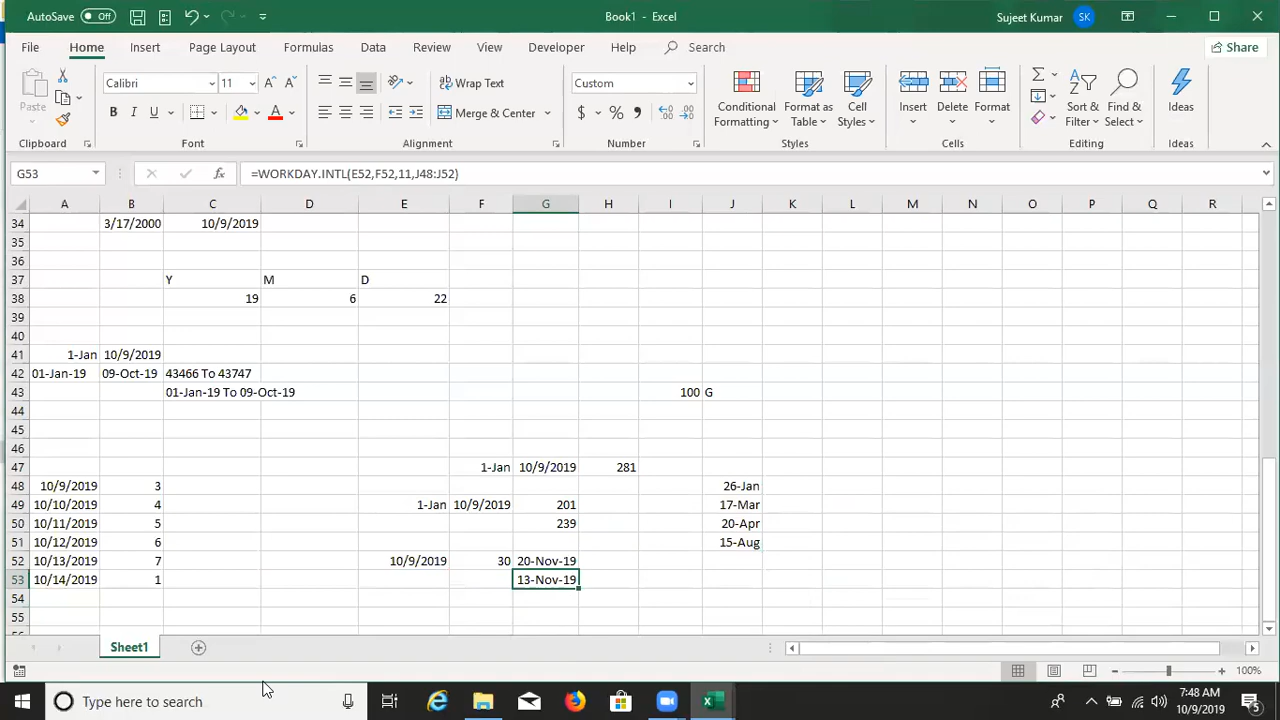 AutoSave Off
Book1 - Excel
Sujeet Kumar SK
File Home Insert Page Layout Formulas Data Review View Developer Help Search Share
Calibri 11 Wrap Text Custom
Paste B I U Merge & Center $ % , Conditional Formatting Format as Table Cell Styles Insert Delete Format Sort & Filter Find & Select Ideas
Clipboard Font Alignment Number Styles Cells Editing Ideas
G53 fx =WORKDAY.INTL(E52,F52,11,J48:J52)
A B C D E F G H I J K L M N O P Q R
34 3/17/2000 10/9/2019
35
36
37 Y M D
38 19 6 22
39
40
41 1-Jan 10/9/2019
42 01-Jan-19 09-Oct-19 43466 To 43747
43 01-Jan-19 To 09-Oct-19 100 G
44
45
46
47 1-Jan 10/9/2019 281
48 10/9/2019 3 26-Jan
49 10/10/2019 4 1-Jan 10/9/2019 201 17-Mar
50 10/11/2019 5 239 20-Apr
51 10/12/2019 6 15-Aug
52 10/13/2019 7 10/9/2019 30 20-Nov-19
53 10/14/2019 1 13-Nov-19
54
55
Sheet1
100%
Type here to search
7:48 AM
10/9/2019
5